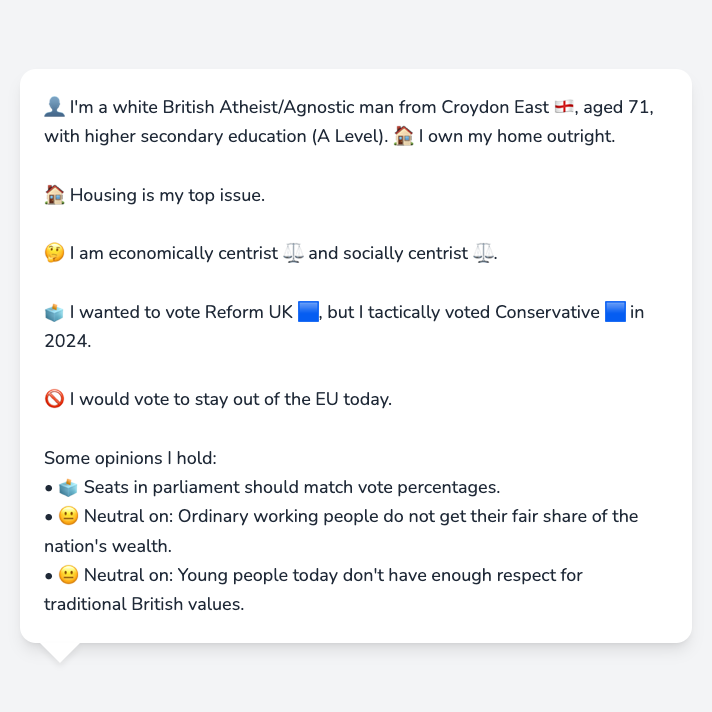 👤 I'm a white British Atheist/Agnostic man from Croydon East 🏴󠁧󠁢󠁥󠁮󠁧󠁿, aged 71,
with higher secondary education (A Level). 🏠 I own my home outright.
🏠 Housing is my top issue.
🤔 I am economically centrist ⚖️ and socially centrist ⚖️.
🗳️ I wanted to vote Reform UK 🟦, but I tactically voted Conservative 🟦 in
2024.
🚫 I would vote to stay out of the EU today.
Some opinions I hold:
• 🗳️ Seats in parliament should match vote percentages.
• 😐 Neutral on: Ordinary working people do not get their fair share of the
nation's wealth.
• 😐 Neutral on: Young people today don't have enough respect for
traditional British values.